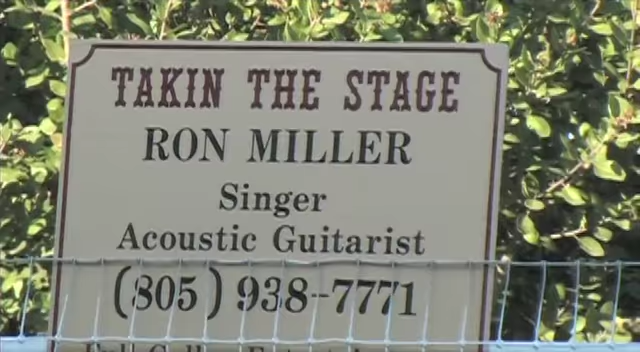 TAKIN THE STAGE
RON MILLER
Singer
Acoustic Guitarist
(805) 938-7771